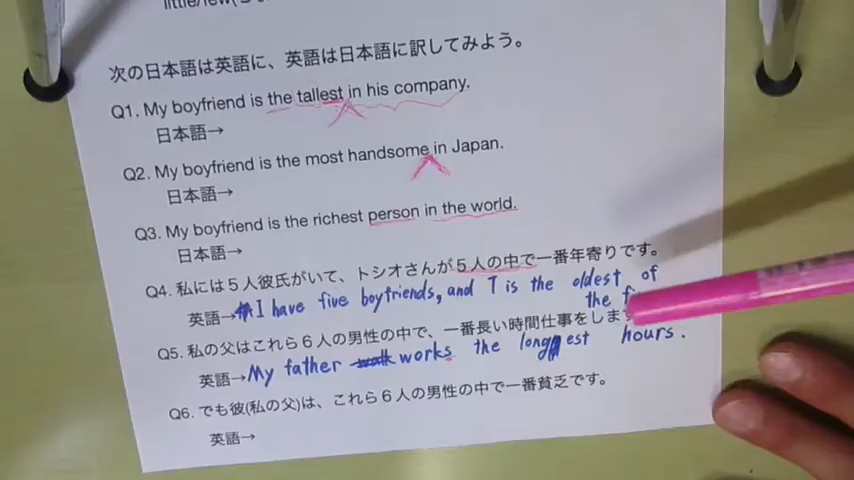 little/few
次の日本語は英語に、英語は日本語に訳してみよう。
Q1. My boyfriend is the tallest in his company.
日本語→
Q2. My boyfriend is the most handsome in Japan.
日本語→
Q3. My boyfriend is the richest person in the world.
日本語→
Q4. 私には5人彼氏がいて、トシオさんが5人の中で一番年寄りです。
英語→I have five boyfriends, and T is the oldest of
the
Q5. 私の父はこれら6人の男性の中で、一番長い時間仕事をしま
英語→My father works the longest hours.
Q6. でも彼(私の父)は、これら6人の男性の中で一番貧乏です。
英語→